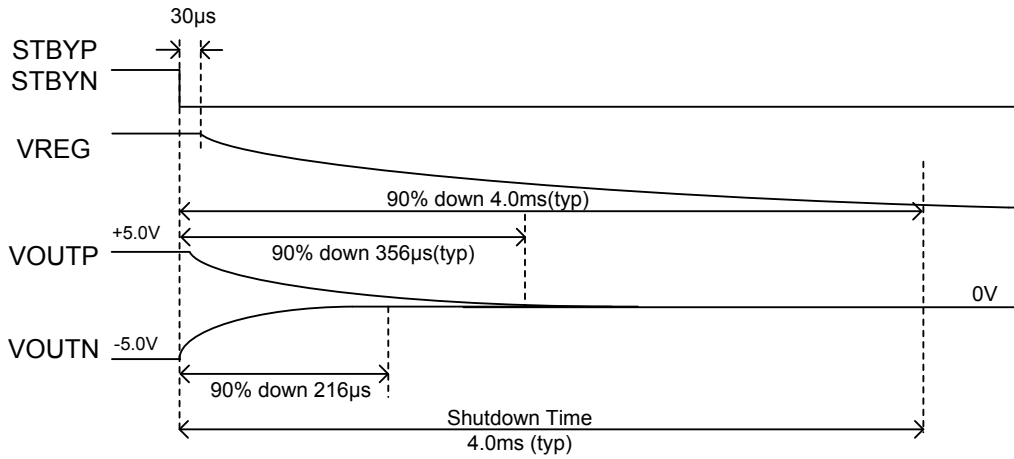 30μs
STBYP
STBYN
VREG
90% down 4.0ms(typ)
+5.0V
VOUTP
90% down 356μs(typ)
0V
VOUTN
-5.0V
90% down 216μs
Shutdown Time
4.0ms (typ)